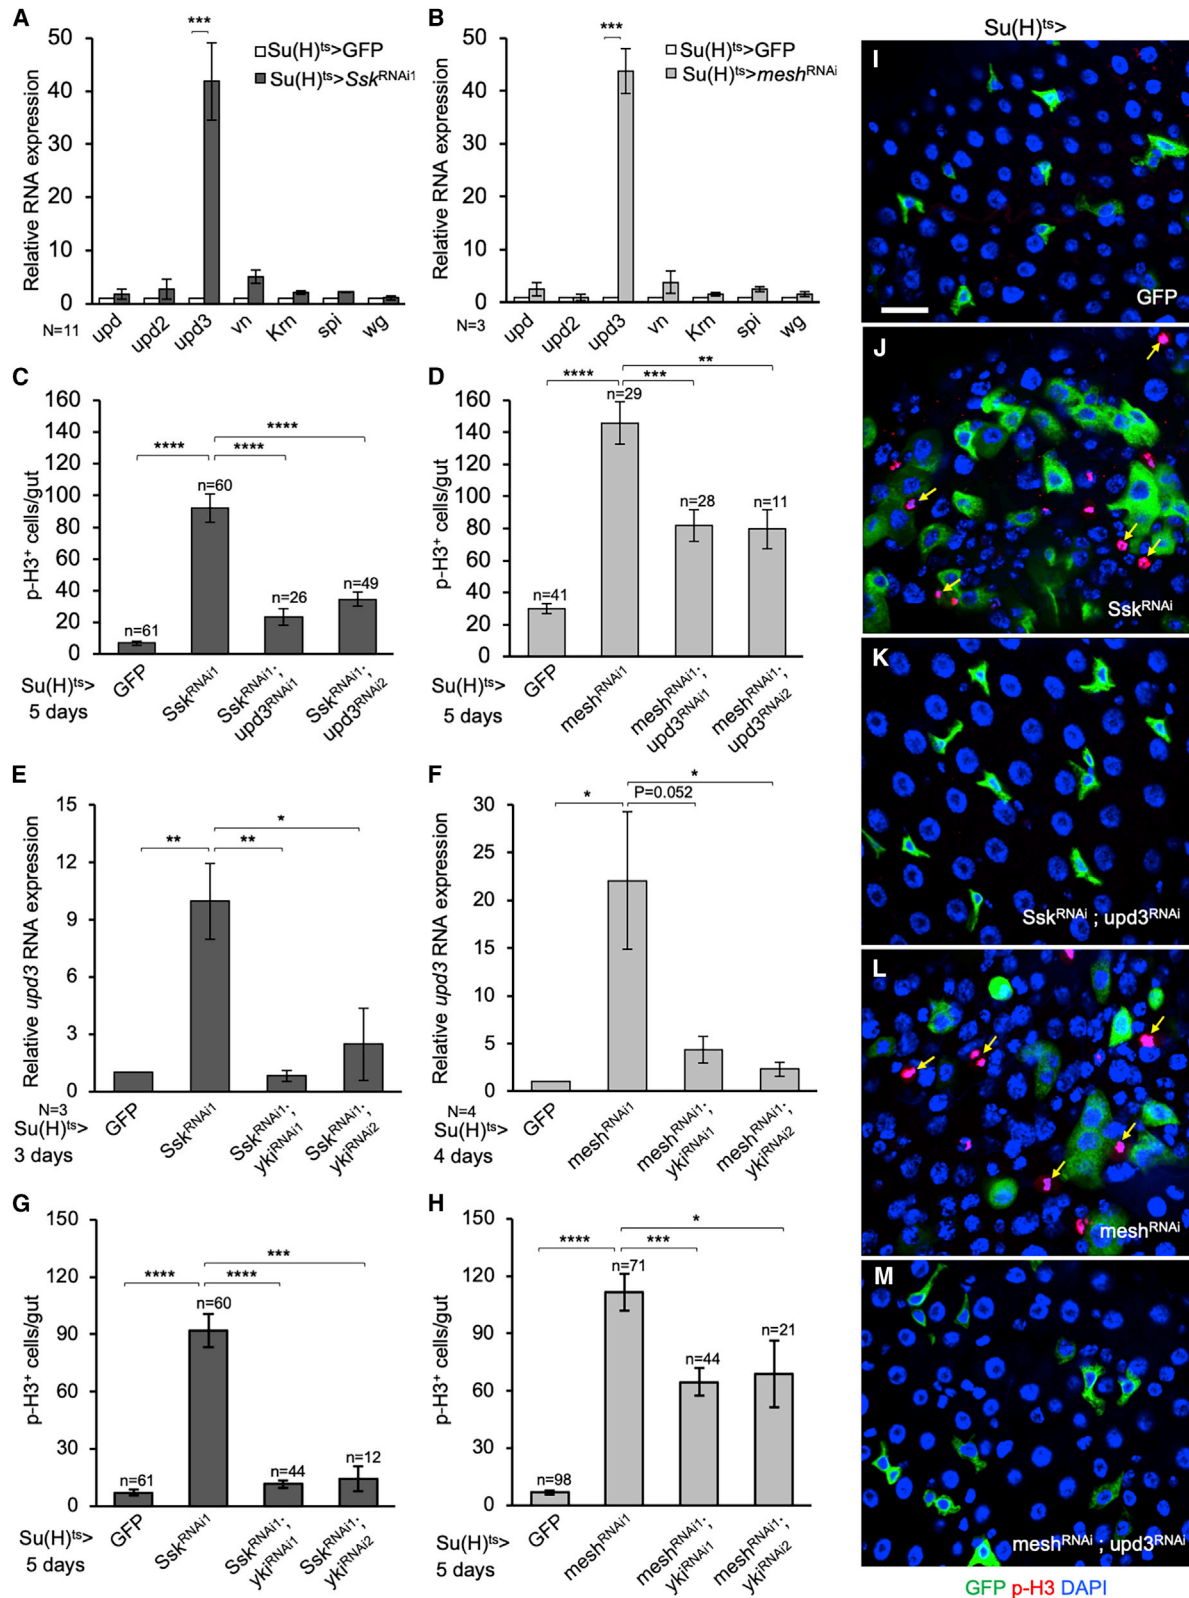 A
***
50
40
30
20
10
0
Relative RNA expression
Su(H)ts>GFP
Su(H)ts>SskRNAi1
N=11
upd
upd2
upd3
vn
Krn
spi
wg
B
***
50
40
30
20
10
0
Relative RNA expression
Su(H)ts>GFP
Su(H)ts>meshRNAi
N=3
upd
upd2
upd3
vn
Krn
spi
wg
C
160
140
120
100
80
60
40
20
0
p-H3+ cells/gut
****
****
****
n=61
n=60
n=26
n=49
Su(H)ts>
5 days
GFP
SskRNAi1
SskRNAi1;
upd3RNAi1
SskRNAi1;
upd3RNAi2
D
160
140
120
100
80
60
40
20
0
p-H3+ cells/gut
****
***
**
n=41
n=29
n=28
n=11
Su(H)ts>
5 days
GFP
meshRNAi1
meshRNAi1;
upd3RNAi1
meshRNAi1;
upd3RNAi2
E
15
12
9
6
3
0
Relative upd3 RNA expression
**
**
*
N=3
Su(H)ts>
3 days
GFP
SskRNAi1
SskRNAi1;
ykiRNAi1
SskRNAi1;
ykiRNAi2
F
30
25
20
15
10
5
0
Relative upd3 RNA expression
*
P=0.052
*
N=4
Su(H)ts>
4 days
GFP
meshRNAi1
meshRNAi1;
ykiRNAi1
meshRNAi1;
ykiRNAi2
G
150
120
90
60
30
0
p-H3+ cells/gut
****
****
***
n=61
n=60
n=44
n=12
Su(H)ts>
5 days
GFP
SskRNAi1
SskRNAi1;
ykiRNAi1
SskRNAi1;
ykiRNAi2
H
150
120
90
60
30
0
p-H3+ cells/gut
****
***
*
n=98
n=71
n=44
n=21
Su(H)ts>
5 days
GFP
meshRNAi1
meshRNAi1;
ykiRNAi1
meshRNAi1;
ykiRNAi2
Su(H)ts>
I
GFP
J
SskRNAi
K
SskRNAi ; upd3RNAi
L
meshRNAi
M
meshRNAi ; upd3RNAi
GFP p-H3 DAPI